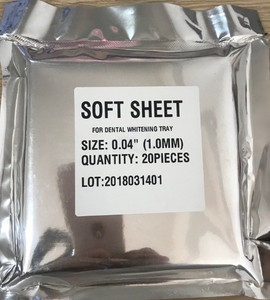 SOFT SHEET
FOR DENTAL WHITENING TRAY
SIZE: 0.04" (1.0MM)
QUANTITY: 20PIECES
LOT:2018031401